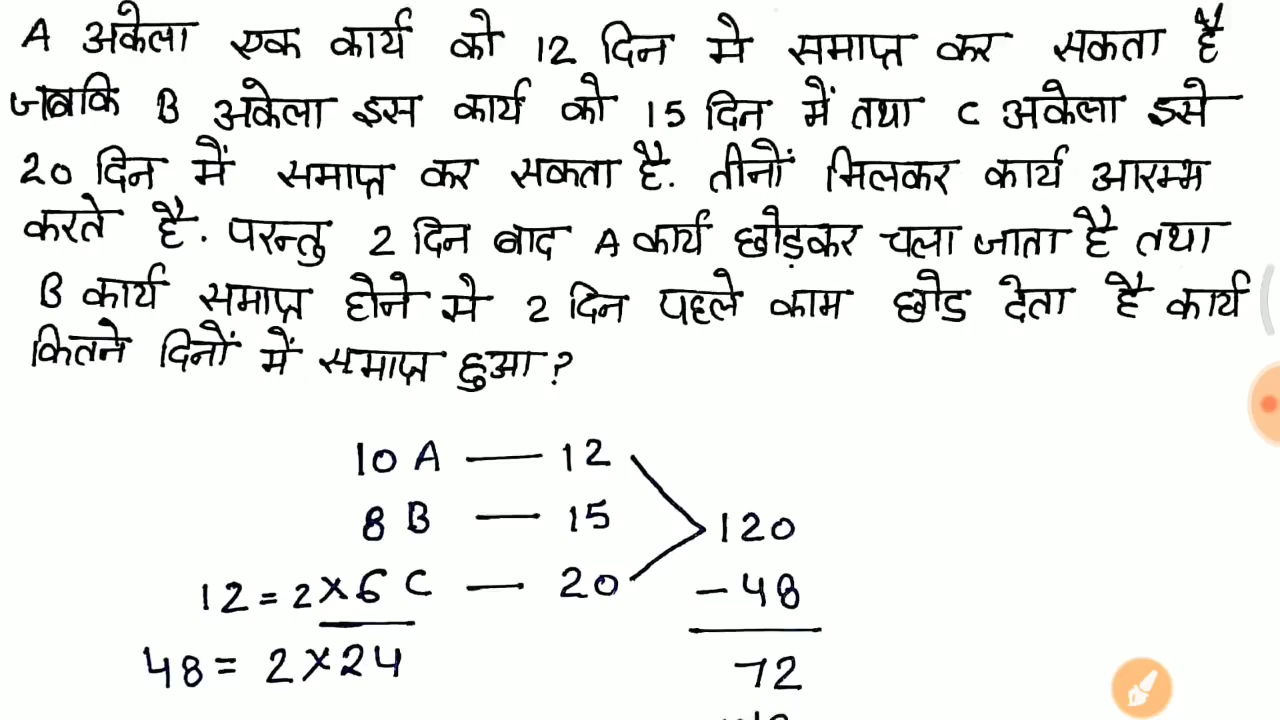 A अकेला एक कार्य को 12 दिन मे समाप्त कर सकता है
जबकि B अकेला इस कार्य को 15 दिन में तथा C अकेला इसे
20 दिन में समाप्त कर सकता है. तीनों मिलकर कार्य आरम्भ
करते है. परन्तु 2 दिन बाद A कार्य छोड़कर चला जाता है तथा
B कार्य समाप्त होने से 2 दिन पहले काम छोड देता है कार्य
कितने दिनों में समाप्त हुआ?
10 A — 12
8 B — 15
120
12 = 2 × 6 C — 20
- 48
48 = 2 × 24
72